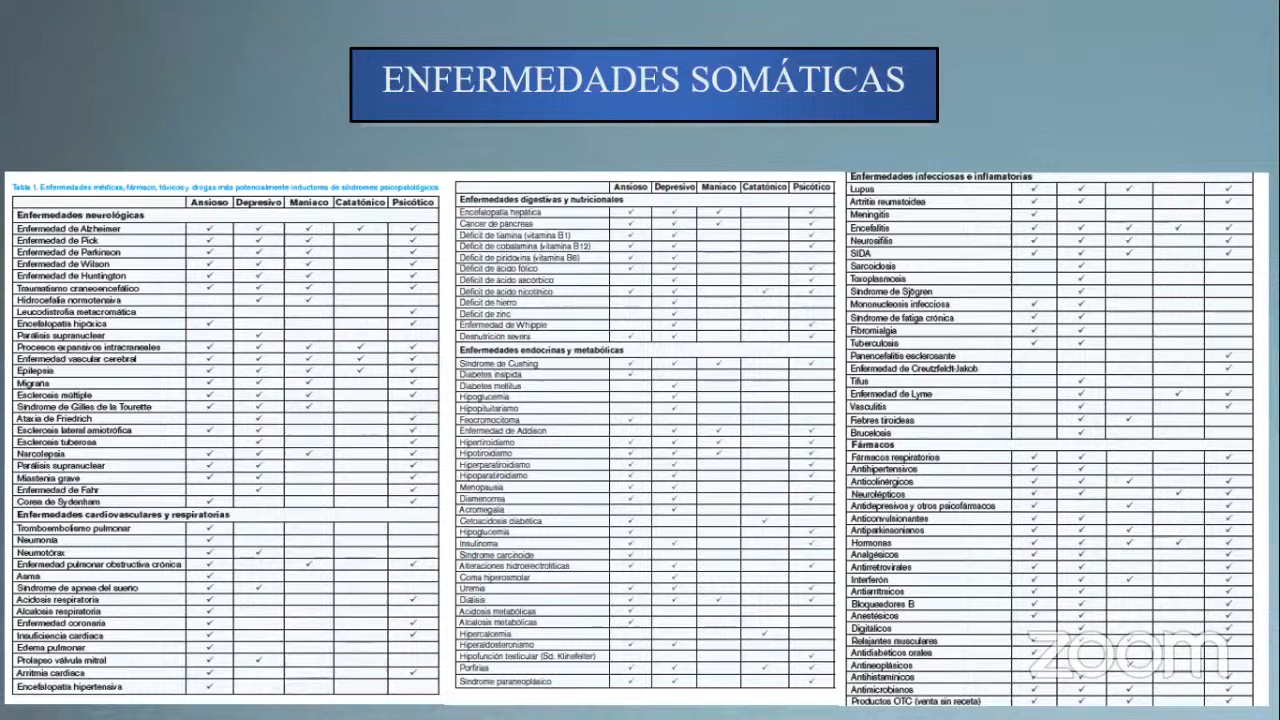 ENFERMEDADES SOMÁTICAS
Tabla 1. Enfermedades médicas, fármaco, tóxicos y drogas más potencialmente inductores de síndromes psicopatológicos
Ansioso Depresivo Maniaco Catatónico Psicótico
Enfermedades neurológicas
Enfermedad de Alzheimer ✓ ✓ ✓ ✓ ✓
Enfermedad de Pick ✓ ✓ ✓ ✓
Enfermedad de Parkinson ✓ ✓ ✓ ✓
Enfermedad de Wilson ✓ ✓ ✓ ✓
Enfermedad de Huntington ✓ ✓ ✓ ✓
Traumatismo craneoencefálico ✓ ✓ ✓ ✓
Hidrocefalia normotensiva ✓ ✓
Leucodistrofia metacromática ✓
Encefalopatía hipóxica ✓ ✓
Parálisis supranuclear ✓
Procesos expansivos intracraneales ✓ ✓ ✓ ✓ ✓
Enfermedad vascular cerebral ✓ ✓ ✓ ✓ ✓
Epilepsia ✓ ✓ ✓ ✓ ✓
Migraña ✓ ✓ ✓ ✓
Esclerosis múltiple ✓ ✓ ✓ ✓
Síndrome de Gilles de la Tourette ✓ ✓ ✓
Ataxia de Friedrich ✓ ✓
Esclerosis lateral amiotrófica ✓ ✓ ✓
Esclerosis tuberosa ✓ ✓
Narcolepsia ✓ ✓ ✓ ✓
Parálisis supranuclear ✓ ✓ ✓
Miastenia grave ✓ ✓ ✓
Enfermedad de Fahr ✓ ✓
Corea de Sydenham ✓ ✓
Enfermedades cardiovasculares y respiratorias
Tromboembolismo pulmonar ✓
Neumonía ✓
Neumotórax ✓ ✓
Enfermedad pulmonar obstructiva crónica ✓ ✓ ✓
Asma ✓
Síndrome de apnea del sueño ✓ ✓
Acidosis respiratoria ✓ ✓
Alcalosis respiratoria ✓
Enfermedad coronaria ✓ ✓
Insuficiencia cardiaca ✓ ✓
Edema pulmonar ✓
Prolapso válvula mitral ✓ ✓
Arritmia cardiaca ✓ ✓
Encefalopatía hipertensiva ✓
Ansioso Depresivo Maniaco Catatónico Psicótico
Enfermedades digestivas y nutricionales
Encefalopatía hepática ✓ ✓ ✓ ✓
Cáncer de páncreas ✓ ✓ ✓ ✓
Déficit de tiamina (vitamina B1) ✓ ✓ ✓
Déficit de cobalamina (vitamina B12) ✓ ✓ ✓
Déficit de piridoxina (vitamina B6) ✓ ✓
Déficit de ácido fólico ✓ ✓ ✓
Déficit de ácido ascórbico ✓ ✓
Déficit de ácido nicotínico ✓ ✓ ✓ ✓
Déficit de hierro ✓
Déficit de zinc ✓
Enfermedad de Whipple ✓ ✓
Desnutrición severa ✓ ✓ ✓
Enfermedades endocrinas y metabólicas
Síndrome de Cushing ✓ ✓ ✓ ✓
Diabetes insípida ✓
Diabetes mellitus ✓
Hipoglucemia ✓
Hipopituitarismo ✓
Feocromocitoma ✓
Enfermedad de Addison ✓ ✓ ✓
Hipertiroidismo ✓ ✓ ✓ ✓
Hipotiroidismo ✓ ✓ ✓ ✓
Hiperparatiroidismo ✓ ✓ ✓
Hipoparatiroidismo ✓ ✓ ✓
Menopausia ✓ ✓
Dismenorrea ✓ ✓ ✓
Acromegalia ✓
Cetoacidosis diabética ✓ ✓
Hipoglucemia ✓ ✓
Insulinoma ✓ ✓ ✓
Síndrome carcinoide ✓
Alteraciones hidroelectrolíticas ✓ ✓ ✓
Coma hiperosmolar ✓
Uremia ✓ ✓ ✓
Diálisis ✓ ✓ ✓ ✓
Acidosis metabólicas ✓
Alcalosis metabólicas ✓
Hipercalcemia ✓
Hiperaldosteronismo ✓ ✓
Hipofunción testicular (Sd. Klinefelter) ✓
Porfirias ✓ ✓ ✓ ✓
Síndrome paraneoplásico ✓ ✓ ✓
Enfermedades infecciosas e inflamatorias
Lupus ✓ ✓ ✓ ✓
Artritis reumatoidea ✓ ✓ ✓ ✓
Meningitis ✓
Encefalitis ✓ ✓ ✓ ✓ ✓
Neurosífilis ✓ ✓ ✓ ✓
SIDA ✓ ✓ ✓ ✓
Sarcoidosis ✓
Toxoplasmosis ✓
Síndrome de Sjögren ✓
Mononucleosis infecciosa ✓ ✓
Síndrome de fatiga crónica ✓ ✓
Fibromialgia ✓ ✓
Tuberculosis ✓ ✓
Panencefalitis esclerosante ✓
Enfermedad de Creutzfeldt-Jakob ✓
Tifus ✓
Enfermedad de Lyme ✓ ✓ ✓
Vasculitis ✓ ✓
Fiebres tiroideas ✓ ✓
Brucelosis ✓
Fármacos
Fármacos respiratorios ✓ ✓ ✓
Antihipertensivos ✓ ✓
Anticolinérgicos ✓ ✓ ✓ ✓
Neurolépticos ✓ ✓ ✓ ✓
Antidepresivos y otros psicofármacos ✓ ✓ ✓
Anticonvulsionantes ✓ ✓ ✓
Antiparkinsonianos ✓ ✓ ✓ ✓
Hormonas ✓ ✓ ✓ ✓ ✓
Analgésicos ✓ ✓ ✓
Antirretrovirales ✓ ✓ ✓
Interferón ✓ ✓ ✓ ✓
Antiarrítmicos ✓ ✓ ✓
Bloqueadores B ✓ ✓ ✓
Anestésicos ✓ ✓ ✓
Digitálicos
Relajantes musculares
Antidiabéticos orales
Antineoplásicos
Antihistamínicos
Antimicrobianos ✓ ✓ ✓ ✓
Productos OTC (venta sin receta) ✓ ✓ ✓ ✓
zoom